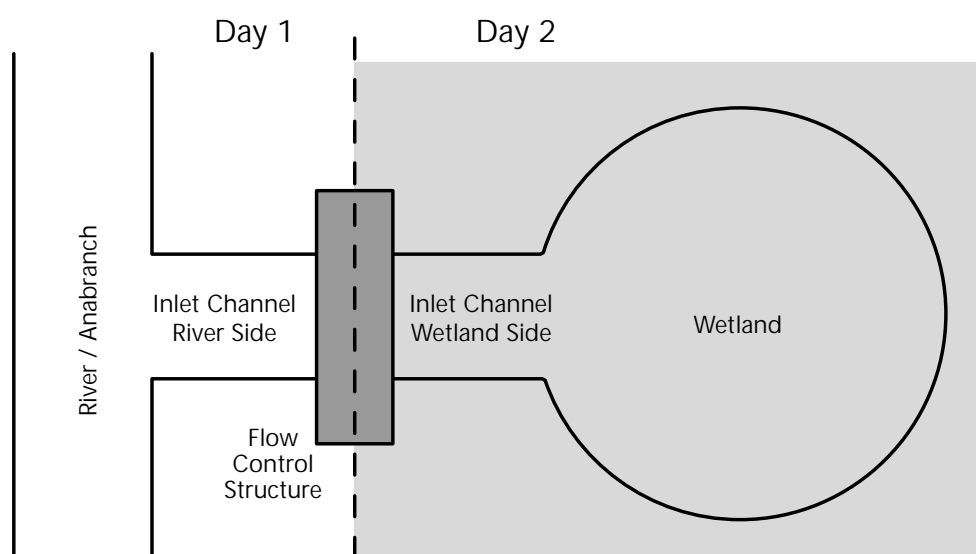 Day 1
Day 2
River / Anabranch
Inlet Channel
River Side
Inlet Channel
Wetland Side
Wetland
Flow
Control
Structure